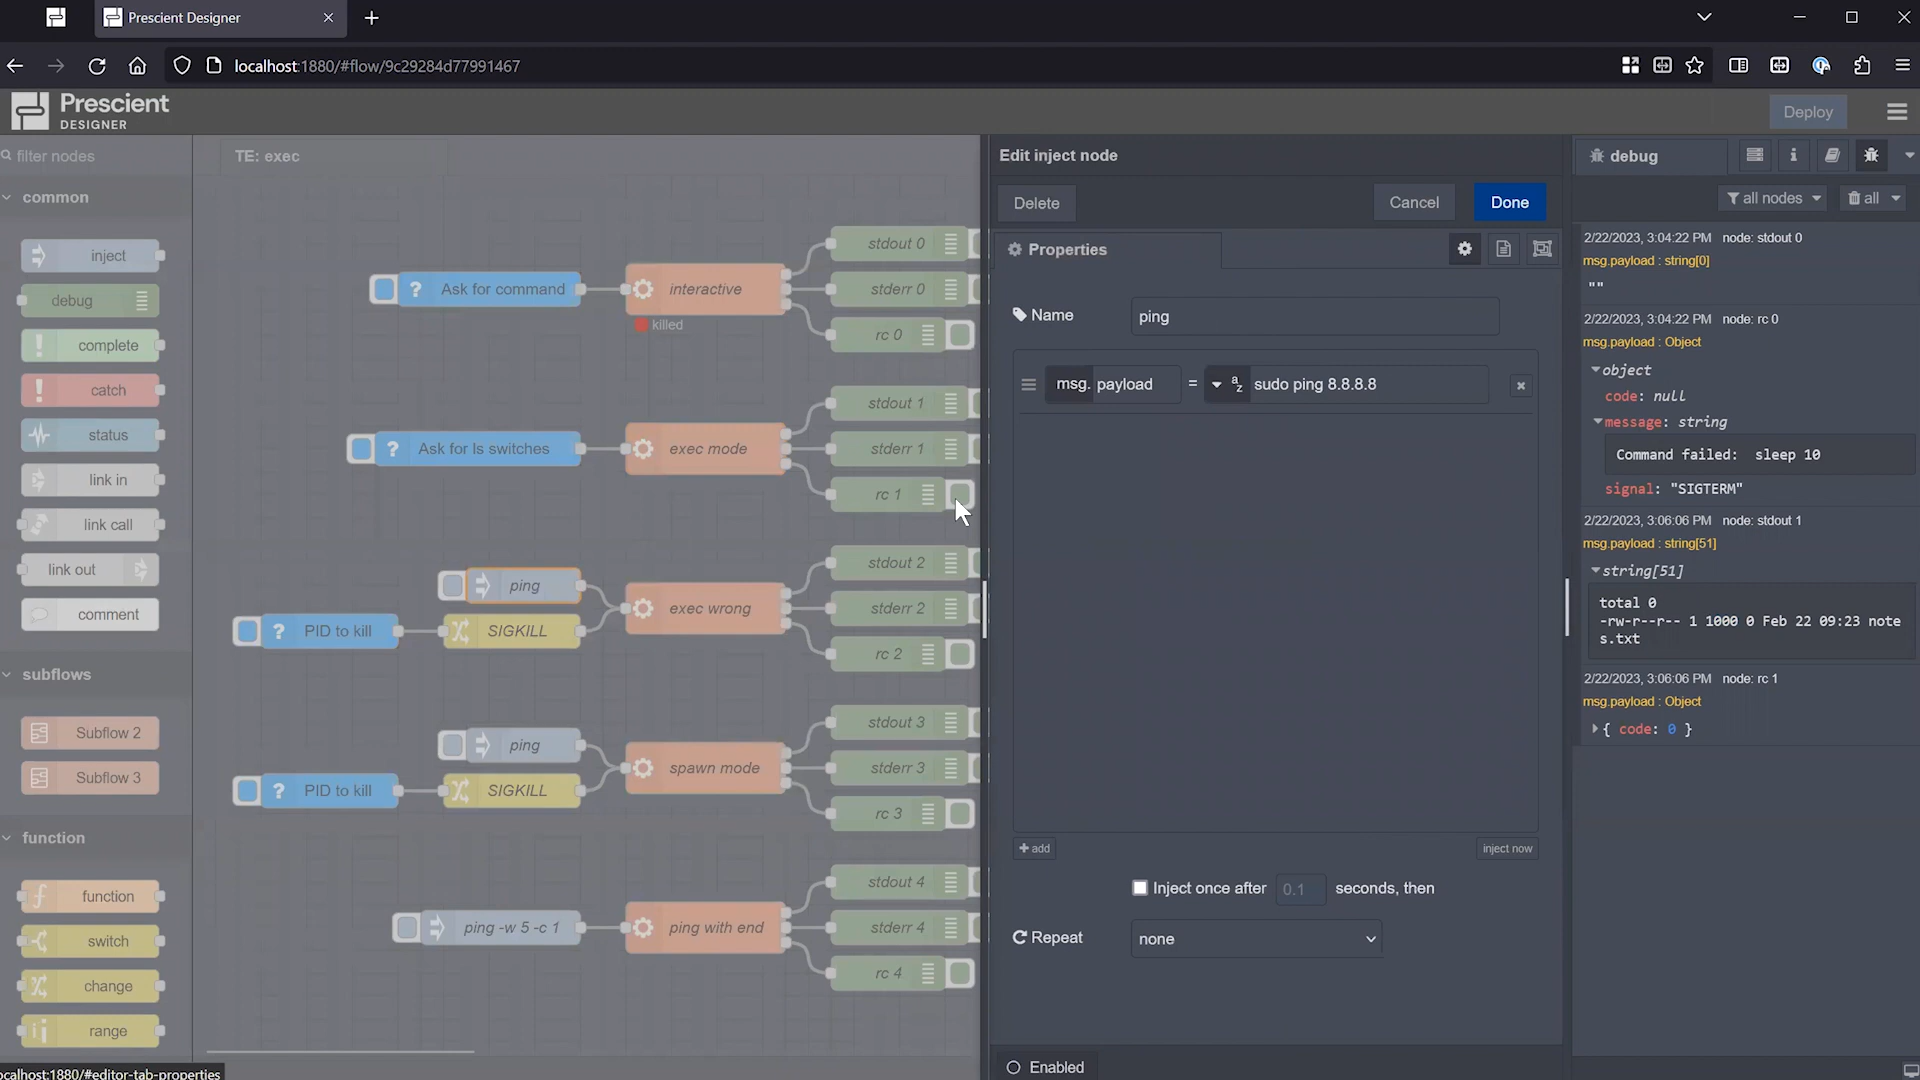 Prescient Designer
localhost:1880/#flow/9c29284d77991467
Prescient
DESIGNER
Deploy
filter nodes
common
inject
debug
complete
catch
status
link in
link call
link out
comment
subflows
Subflow 2
Subflow 3
function
function
switch
change
range
ocalhost:1880/#editor-tab-properties
TE: exec
Ask for command
interactive
killed
stdout 0
stderr 0
rc 0
Ask for ls switches
exec mode
stdout 1
stderr 1
rc 1
ping
PID to kill
SIGKILL
exec wrong
stdout 2
stderr 2
rc 2
ping
PID to kill
SIGKILL
spawn mode
stdout 3
stderr 3
rc 3
ping -w 5 -c 1
ping with end
stdout 4
stderr 4
rc 4
Edit inject node
Delete
Cancel
Done
Properties
Name
ping
msg. payload = az sudo ping 8.8.8.8
add
inject now
Inject once after 0.1 seconds, then
Repeat
none
Enabled
debug
all nodes
all
2/22/2023, 3:04:22 PM node: stdout 0
msg.payload : string[0]
""
2/22/2023, 3:04:22 PM node: rc 0
msg.payload : Object
object
code: null
message: string
Command failed: sleep 10
signal: "SIGTERM"
2/22/2023, 3:06:06 PM node: stdout 1
msg.payload : string[51]
string[51]
total 0
-rw-r--r-- 1 1000 0 Feb 22 09:23 note
s.txt
2/22/2023, 3:06:06 PM node: rc 1
msg.payload : Object
{ code: 0 }